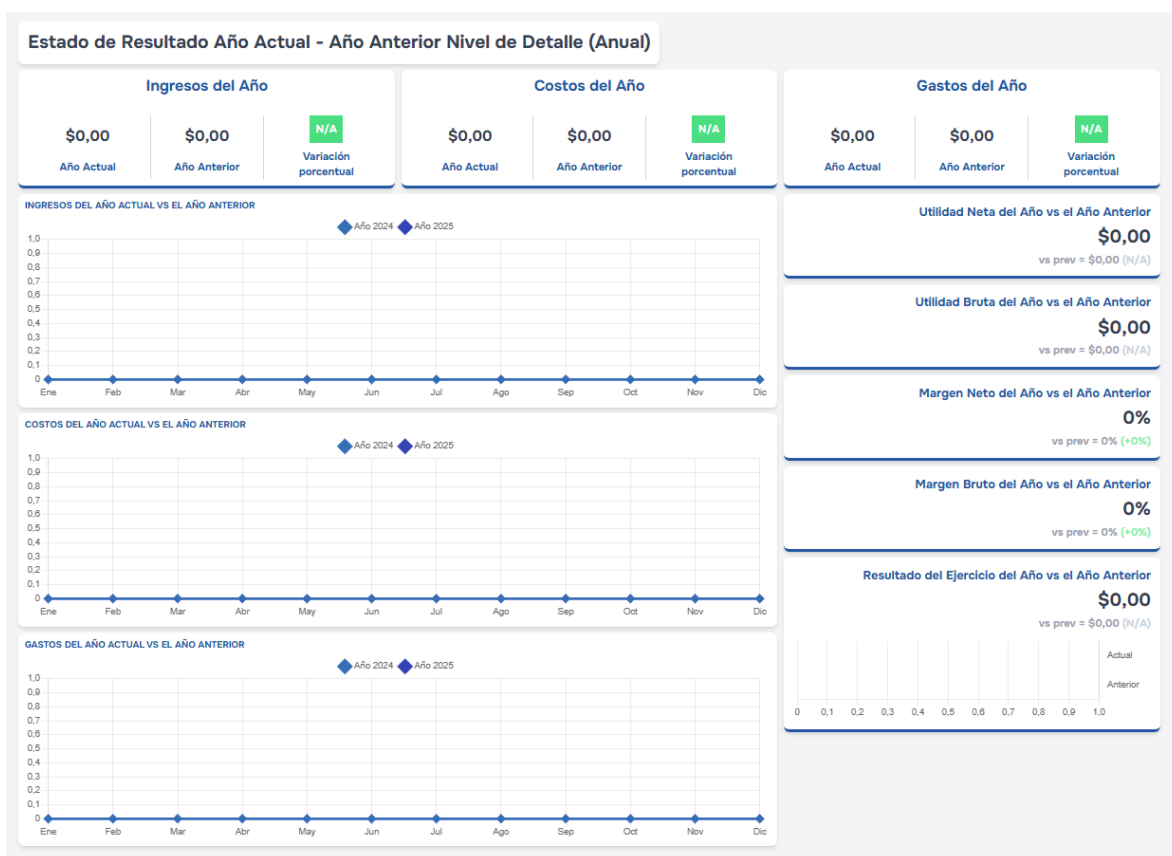 Estado de Resultado Año Actual - Año Anterior Nivel de Detalle (Anual)
Ingresos del Año
$0,00
Año Actual
$0,00
Año Anterior
N/A
Variación
porcentual
Costos del Año
$0,00
Año Actual
$0,00
Año Anterior
N/A
Variación
porcentual
Gastos del Año
$0,00
Año Actual
$0,00
Año Anterior
N/A
Variación
porcentual
INGRESOS DEL AÑO ACTUAL VS EL AÑO ANTERIOR
Año 2024 Año 2025
1,0
0,9
0,8
0,7
0,6
0,5
0,4
0,3
0,2
0,1
0
Ene Feb Mar Abr May Jun Jul Ago Sep Oct Nov Dic
COSTOS DEL AÑO ACTUAL VS EL AÑO ANTERIOR
Año 2024 Año 2025
1,0
0,9
0,8
0,7
0,6
0,5
0,4
0,3
0,2
0,1
0
Ene Feb Mar Abr May Jun Jul Ago Sep Oct Nov Dic
GASTOS DEL AÑO ACTUAL VS EL AÑO ANTERIOR
Año 2024 Año 2025
1,0
0,9
0,8
0,7
0,6
0,5
0,4
0,3
0,2
0,1
0
Ene Feb Mar Abr May Jun Jul Ago Sep Oct Nov Dic
Utilidad Neta del Año vs el Año Anterior
$0,00
vs prev = $0,00 (N/A)
Utilidad Bruta del Año vs el Año Anterior
$0,00
vs prev = $0,00 (N/A)
Margen Neto del Año vs el Año Anterior
0%
vs prev = 0% (+0%)
Margen Bruto del Año vs el Año Anterior
0%
vs prev = 0% (+0%)
Resultado del Ejercicio del Año vs el Año Anterior
$0,00
vs prev = $0,00 (N/A)
Actual
Anterior
0 0,1 0,2 0,3 0,4 0,5 0,6 0,7 0,8 0,9 1,0